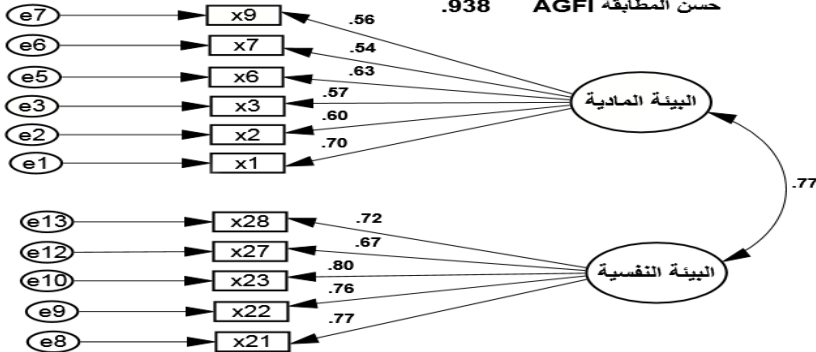 حسن المطابقه AGFI .938
e7 x9 .56
e6 x7 .54
e5 x6 .63
e3 x3 .57
e2 x2 .60
e1 x1 .70
البيئة المادية
.77
e13 x28 .72
e12 x27 .67
e10 x23 .80
e9 x22 .76
e8 x21 .77
البيئة النفسية